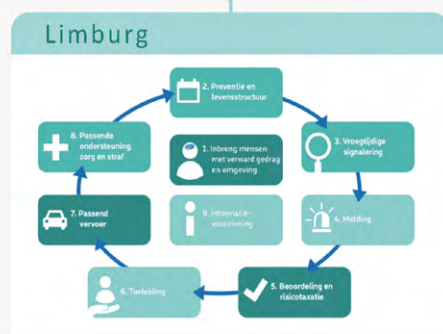 Limburg
2. Preventie en
levensstructuur
8. Passende
ondersteuning,
zorg en straf
1. Inbreng mensen
met verward gedrag
en omgeving
3. Vroegtijdige
signalering
7. Passend
vervoer
9. Informatie-
voorziening
4. Melding
6. Toeleiding
5. Beoordeling en
risicotaxatie